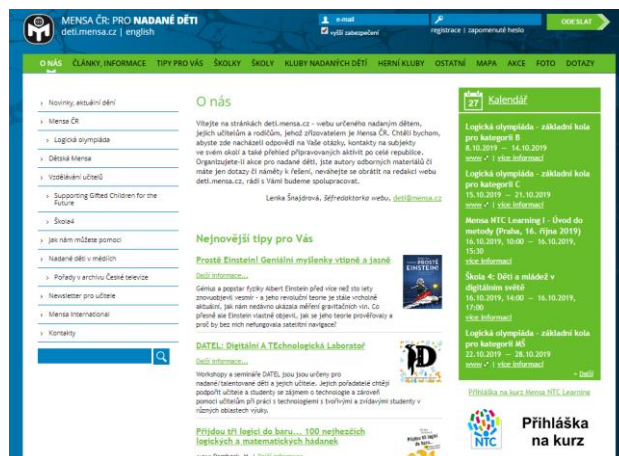 MENSA ČR: PRO NADANÉ DĚTI
deti.mensa.cz | english
e-mail
vyšší zabezpečení
registrace | zapomenuté heslo
ODESLAT
O NÁS ČLÁNKY, INFORMACE TIPY PRO VÁS ŠKOLKY ŠKOLY KLUBY NADANÝCH DĚTÍ HERNÍ KLUBY OSTATNÍ MAPA AKCE FOTO DOTAZY
Novinky, aktuální dění
Mensa ČR
Logická olympiáda
Dětská Mensa
Vzdělávání učitelů
Supporting Gifted Children for the
Future
Škola4
Jak nám můžete pomoci
Nadané děti v médiích
Pořady v archivu České televize
Newsletter pro učitele
Mensa International
Kontakty
O nás
Vítejte na stránkách deti.mensa.cz - webu určeného nadaným dětem,
jejich učitelům a rodičům, jehož zřizovatelem je Mensa ČR. Chtěli bychom,
abyste zde nacházeli odpovědi na Vaše otázky, kontakty na subjekty
ve svém okolí a také přehled připravovaných aktivit po celé republice.
Organizujete-li akce pro nadané děti, jste autory odborných materiálů či
máte jen dotazy či náměty k řešení, neváhejte se obrátit na redakci webu
deti.mensa.cz, rádi s Vámi budeme spolupracovat.
Lenka Šnajdrová, šéfredaktorka webu, deti@mensa.cz
Nejnovější tipy pro Vás
Prostě Einstein! Geniální myšlenky vtipně a jasně
Další informace...
Génius a popstar fyziky Albert Einstein před více než sto lety
znovuobjevil vesmír - a jeho revoluční teorie je stále vrcholně
aktuální, jak nám nedávno ukázala měření gravitačních vln. Co
přesně ale Einstein vlastně objevil, jak se jeho teorie prověřovaly a
proč by bez nich nefungovala satelitní navigace?
PROSTĚ
EINSTEIN!
DATEL: Digitální A TEchnologická Laboratoř
Další informace...
Workshopy a semináře DATEL jsou jsou určeny pro
nadané/talentované děti a jejich učitele. Jejich pořadatelé chtějí
podpořit učitele a studenty se zájmem o technologie a zároveň
pomoci učitelům při práci s technologiemi s tvořivými a zvídavými studenty v
různých oblastech výuky.
Přijdou tři logici do baru... 100 nejhezčích
logických a matematických hádanek
27 Kalendář
Logická olympiáda - základní kola
pro kategorii B
8.10.2019 — 14.10.2019
www | více informací
Logická olympiáda - základní kola
pro kategorii C
15.10.2019 — 21.10.2019
www | více informací
Mensa NTC Learning I - Úvod do
metody (Praha, 16. října 2019)
16.10.2019, 10:00 — 16.10.2019,
15:30
více informací
Škola 4: Děti a mládež v
digitálním světě
16.10.2019, 14:00 — 16.10.2019,
17:00
více informací
Logická olympiáda - základní kola
pro kategorii MŠ
22.10.2019 — 28.10.2019
www | více informací
Další
Přihláška na kurz Mensa NTC Learning
NTC
Přihláška
na kurz